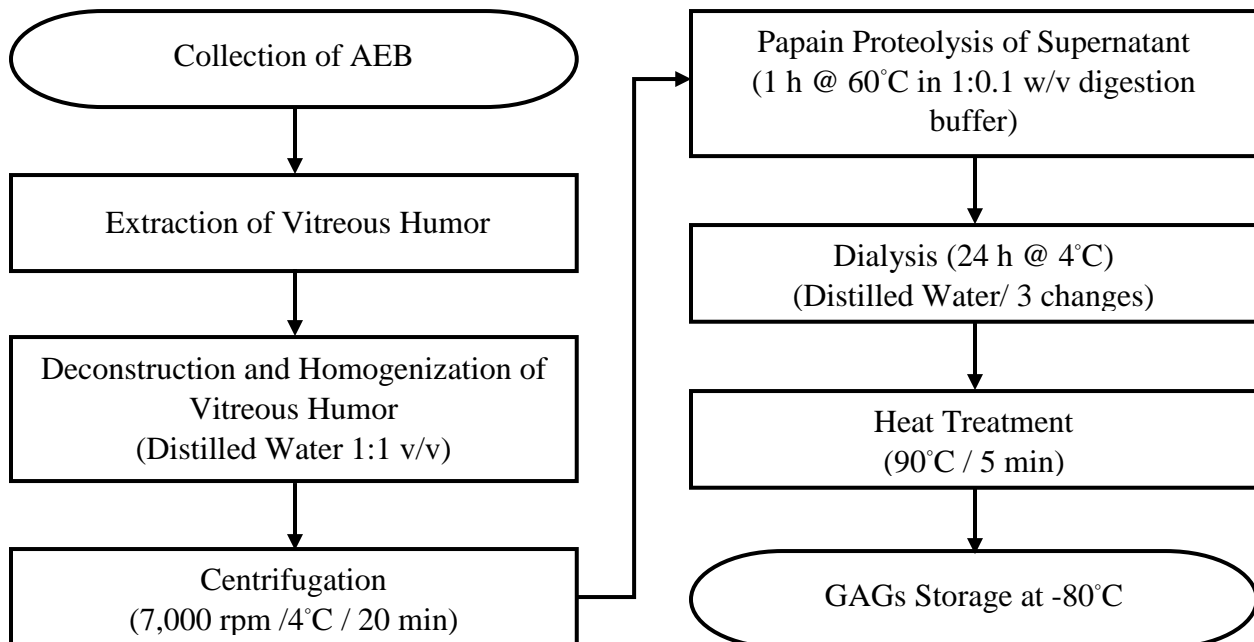 Collection of AEB
Extraction of Vitreous Humor
Deconstruction and Homogenization of
Vitreous Humor
(Distilled Water 1:1 v/v)
Centrifugation
(7,000 rpm /4°C / 20 min)
Papain Proteolysis of Supernatant
(1 h @ 60°C in 1:0.1 w/v digestion
buffer)
Dialysis (24 h @ 4°C)
(Distilled Water/ 3 changes)
Heat Treatment
(90°C / 5 min)
GAGs Storage at -80°C